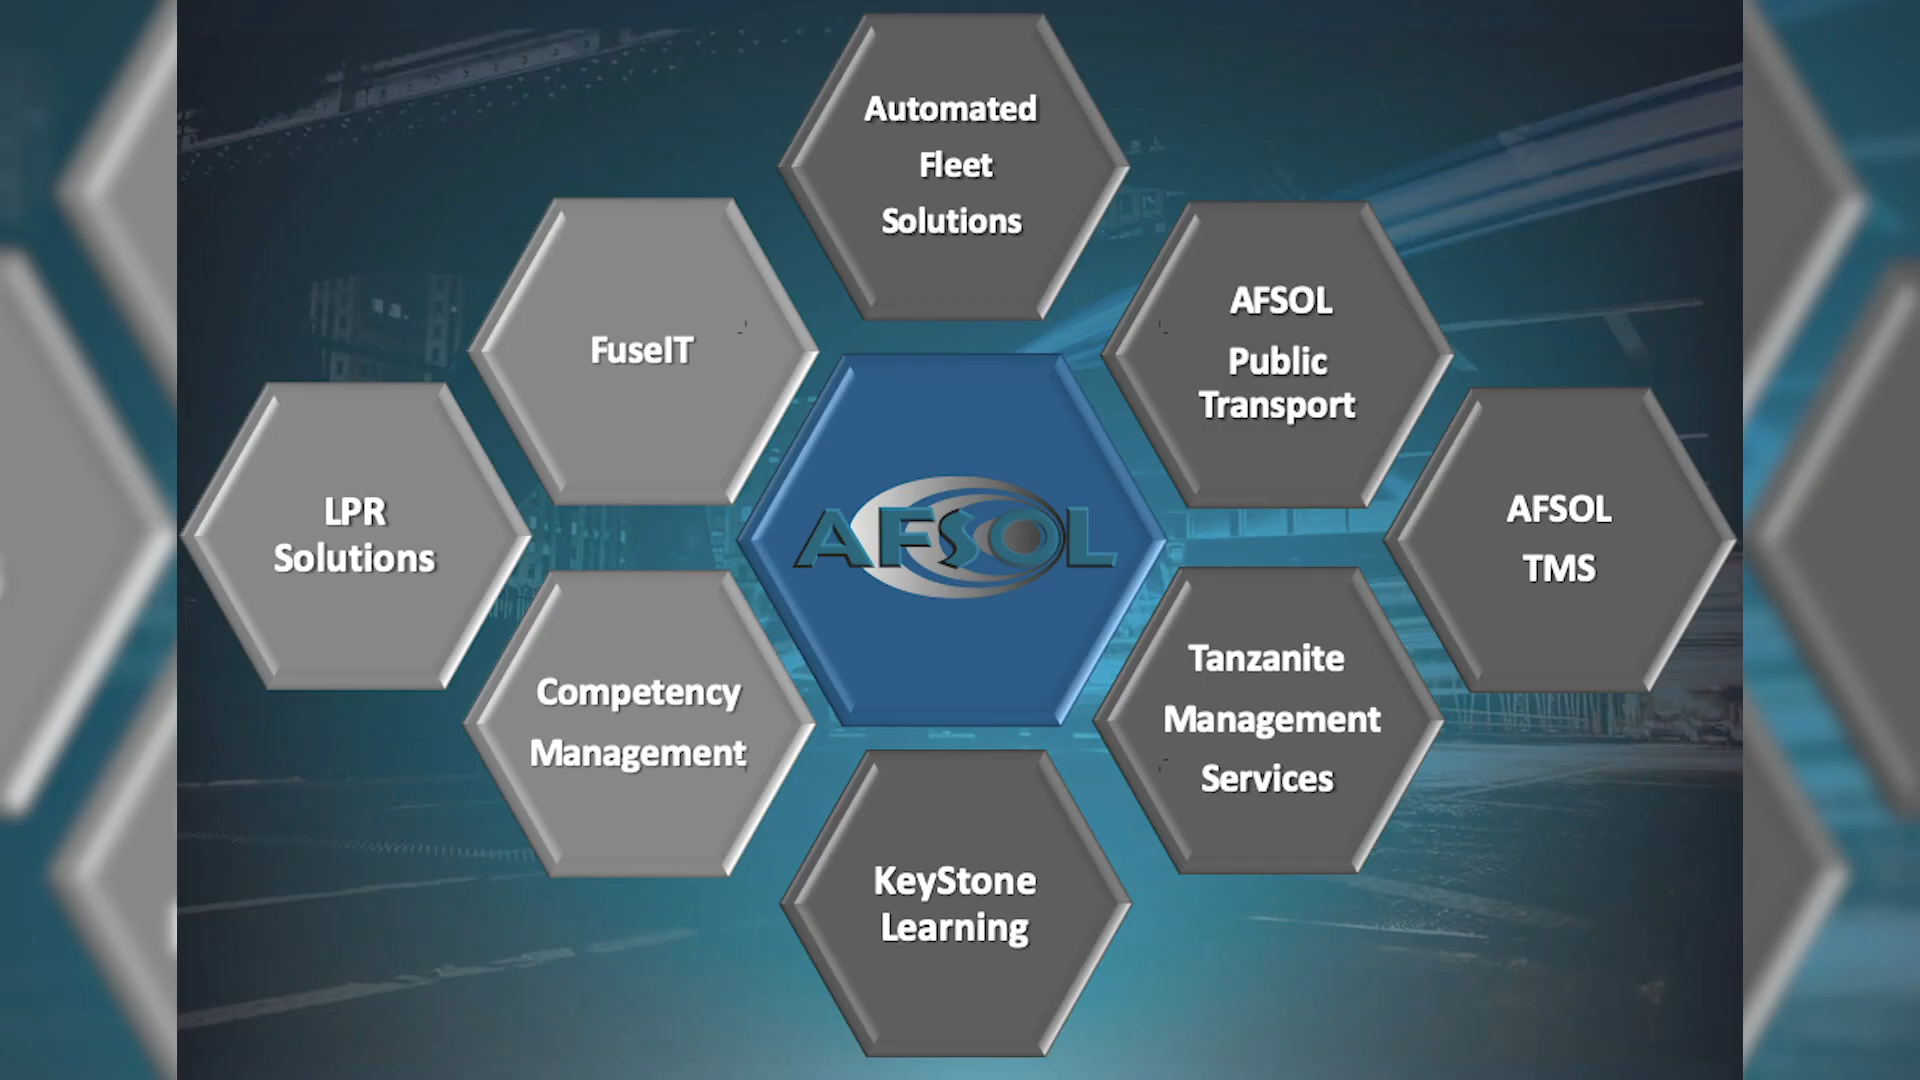 Automated
Fleet
Solutions
FuseIT
AFSOL
Public
Transport
LPR
Solutions
AFSOL
AFSOL
TMS
Competency
Management
Tanzanite
Management
Services
KeyStone
Learning